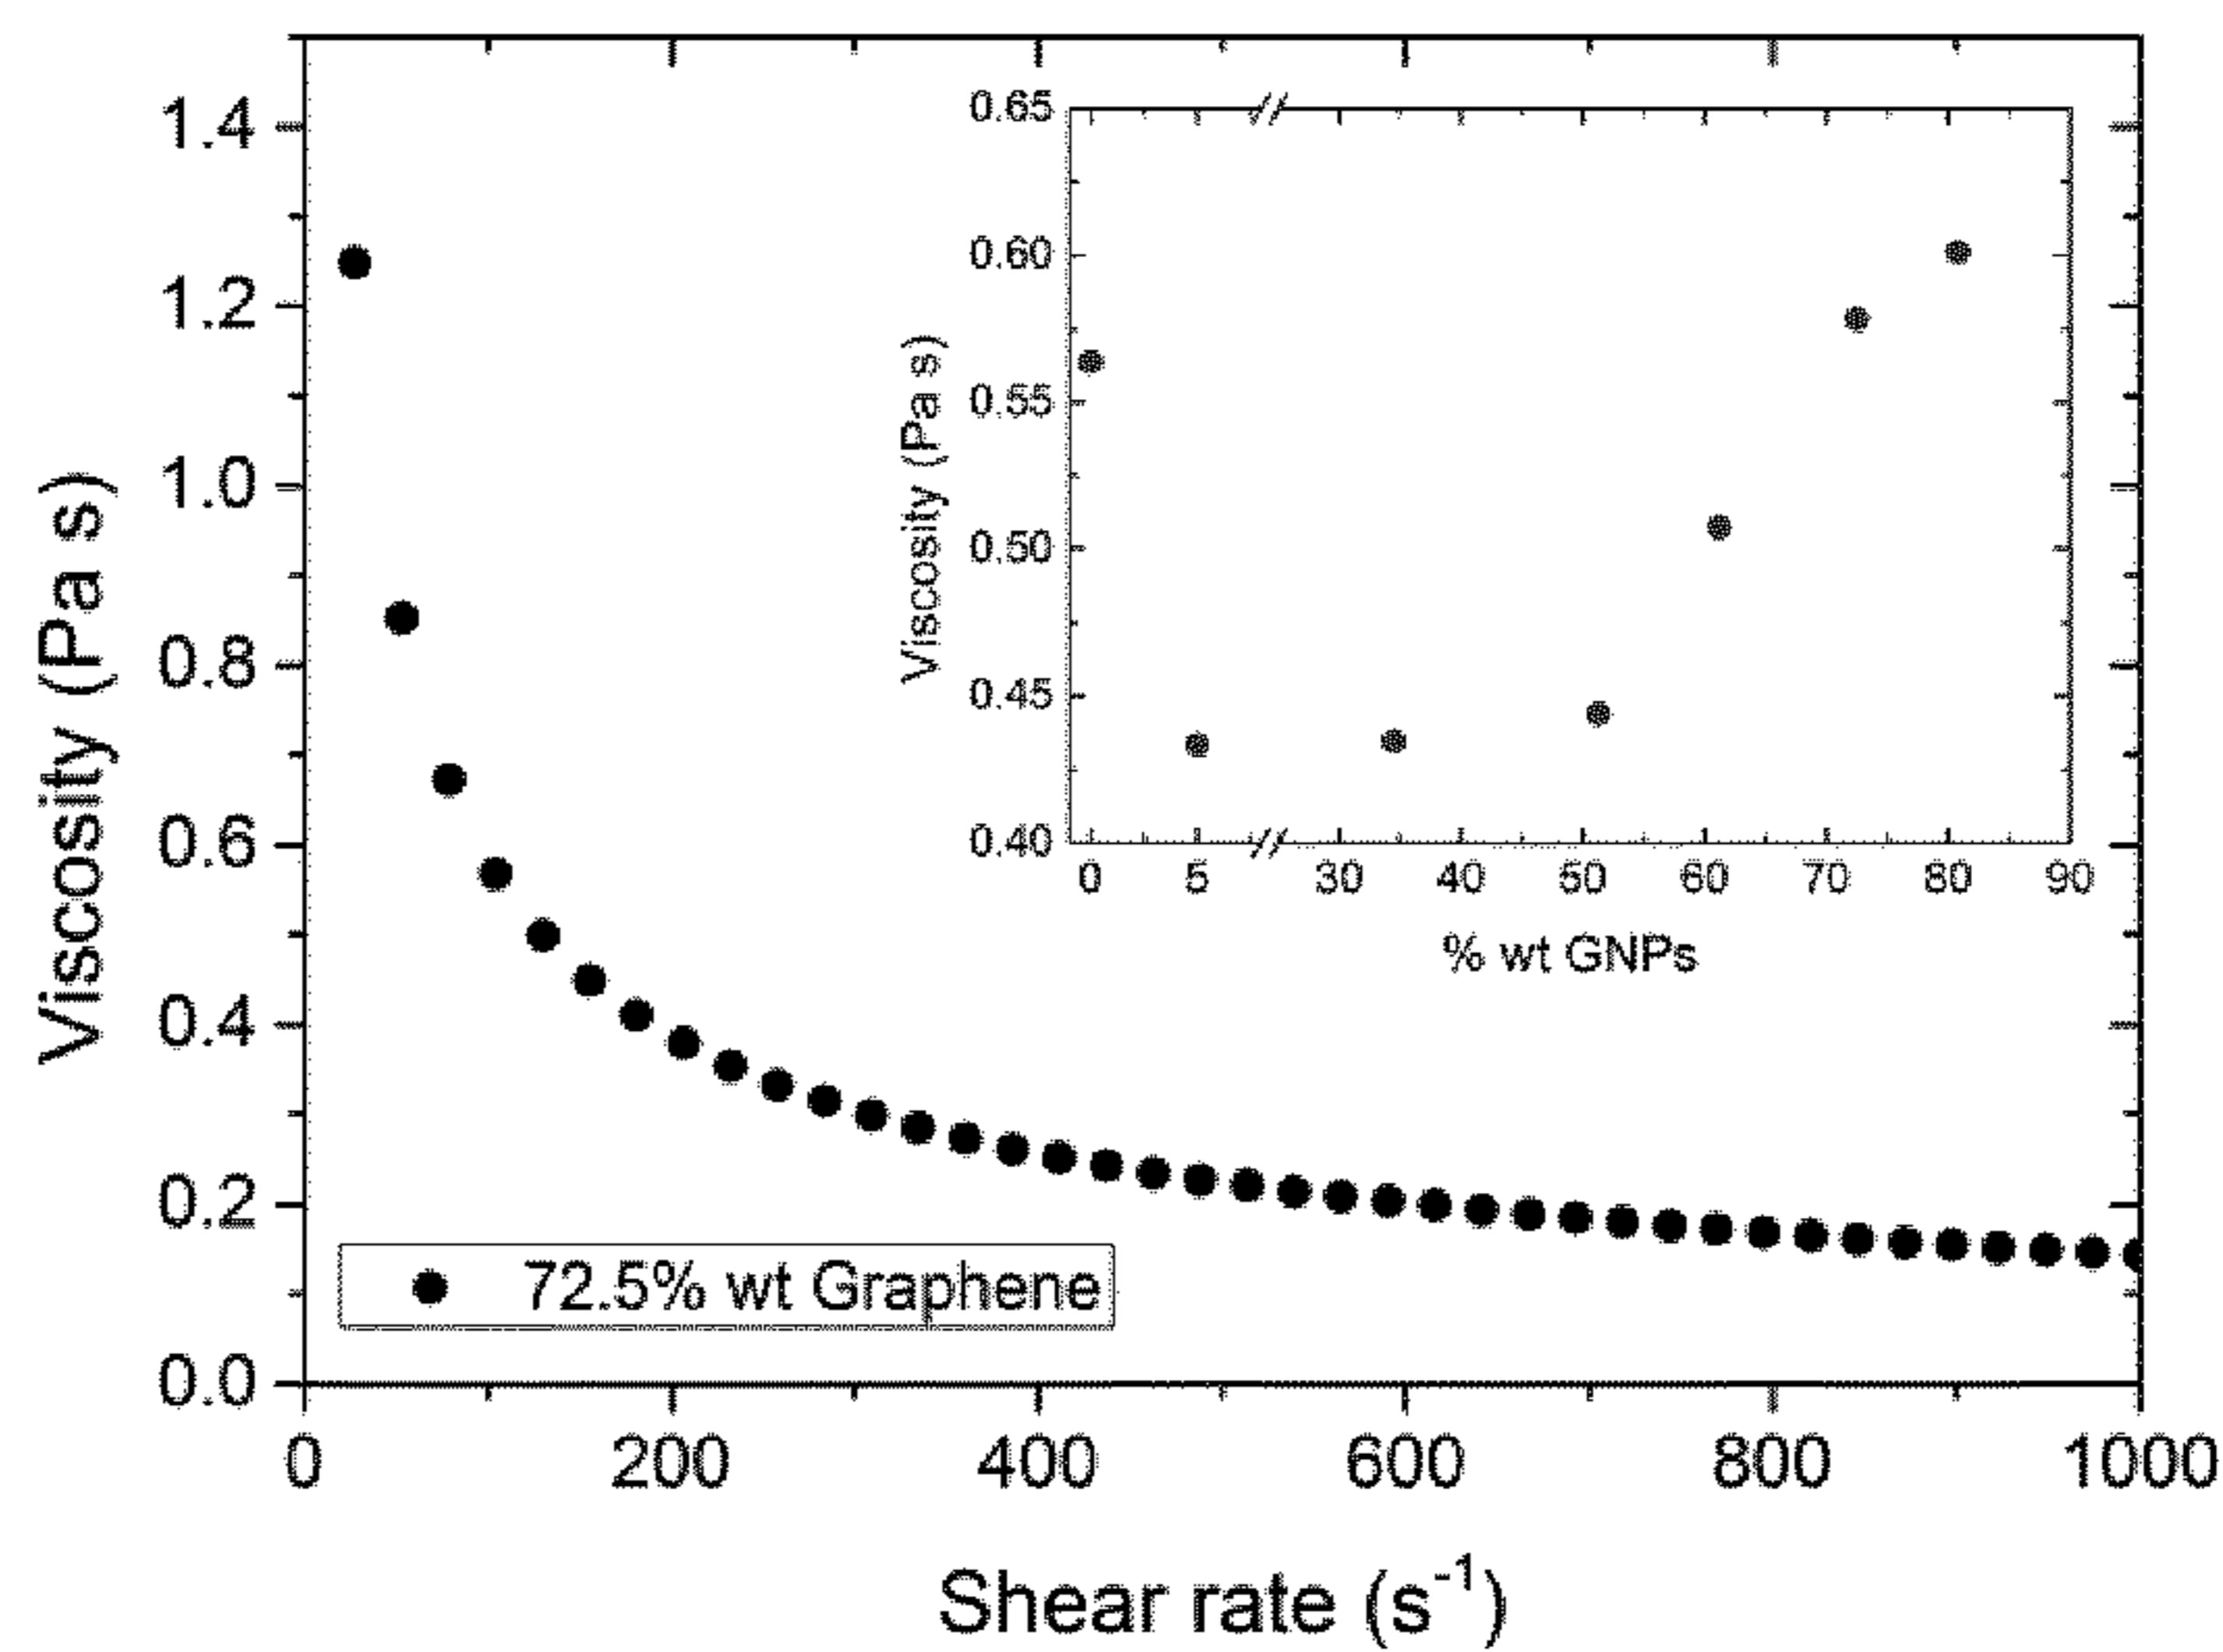 1.4
1.2
1.0
0.8
0.6
0.4
0.2
0.0
Viscosity (Pa s)
0.65
0.60
0.55
0.50
0.45
0.40
Viscosity (Pa s)
0 5 30 40 50 60 70 80 90
% wt GNPs
72.5% wt Graphene
0 200 400 600 800 1000
Shear rate (s⁻¹)